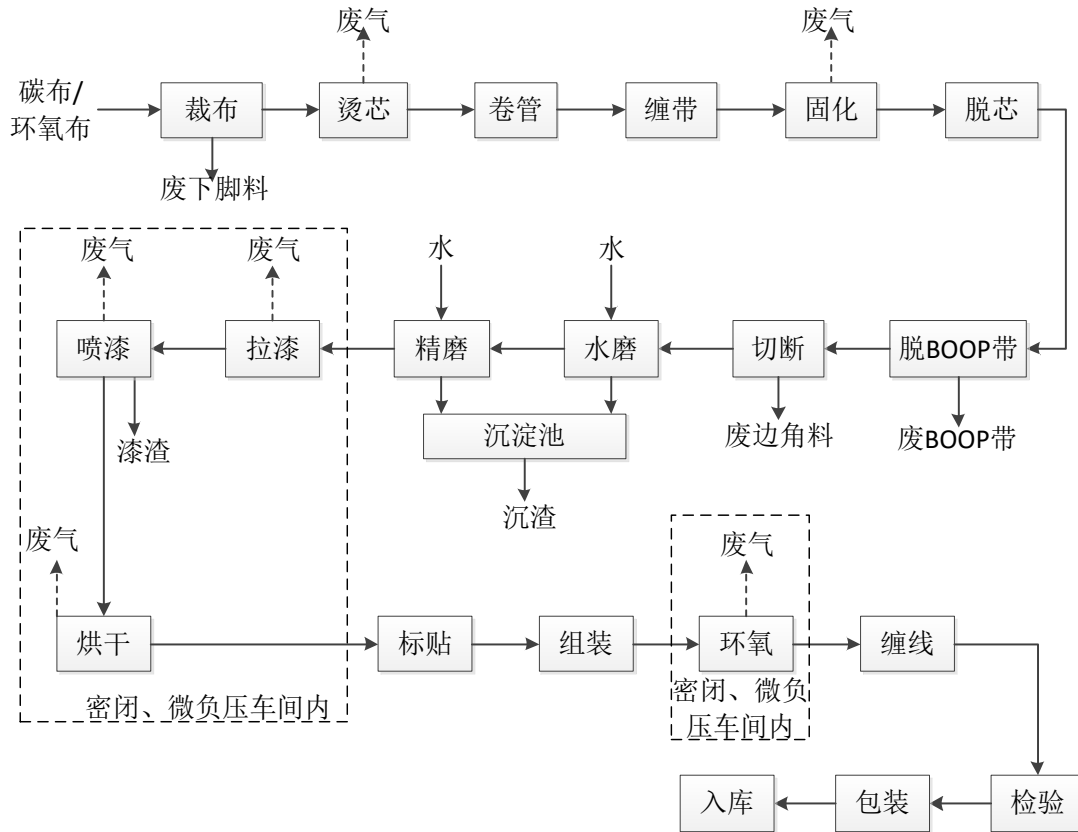 废气
废气
碳布/
环氧布
裁布
烫芯
卷管
缠带
固化
脱芯
废下脚料
废气
废气
水
水
喷漆
拉漆
精磨
水磨
切断
脱BOOP带
漆渣
沉淀池
废边角料
废BOOP带
沉渣
废气
废气
烘干
标贴
组装
环氧
缠线
密闭、微负压车间内
密闭、微负
压车间内
入库
包装
检验